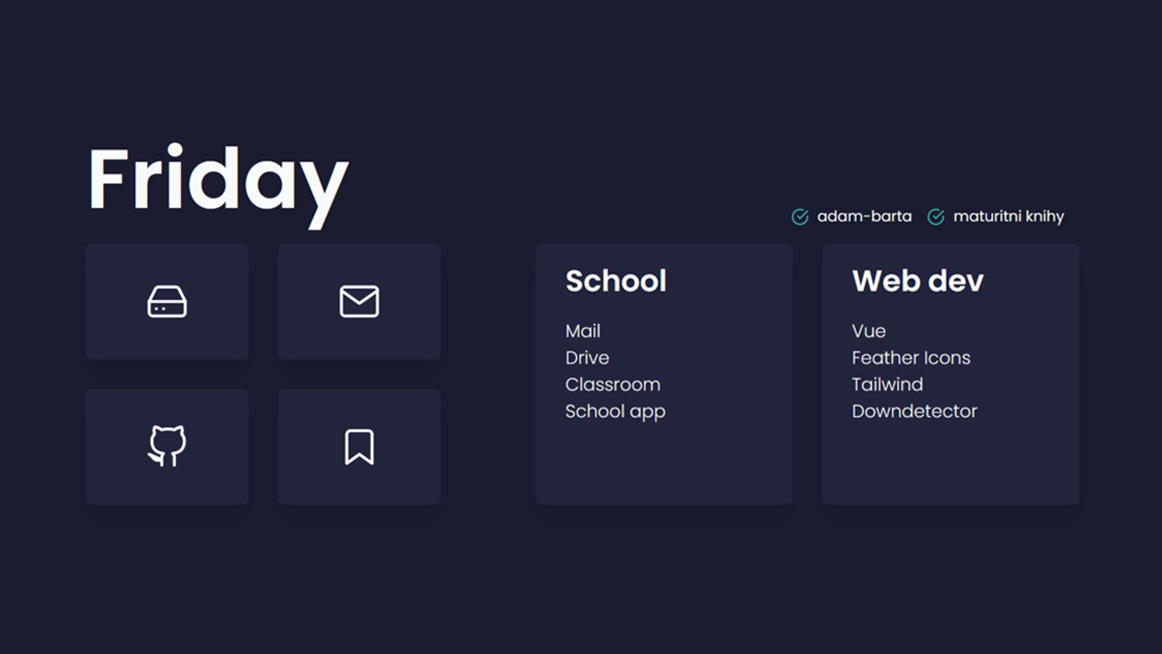 Friday
adam-barta maturitni knihy
School
Mail
Drive
Classroom
School app
Web dev
Vue
Feather Icons
Tailwind
Downdetector